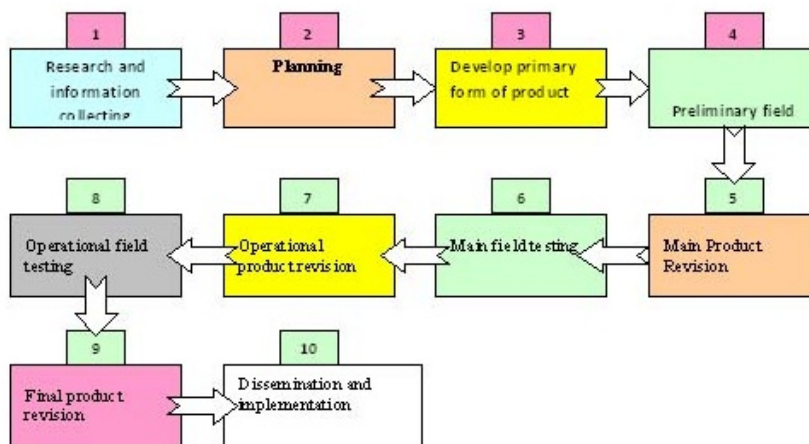 1
Research and
information
collecting
2
Planning
3
Develop primary
form of product
4
Preliminary field
5
Main Product
Revision
6
Main field testing
7
Operational
product revision
8
Operational field
testing
9
Final product
revision
10
Dissemination and
implementation